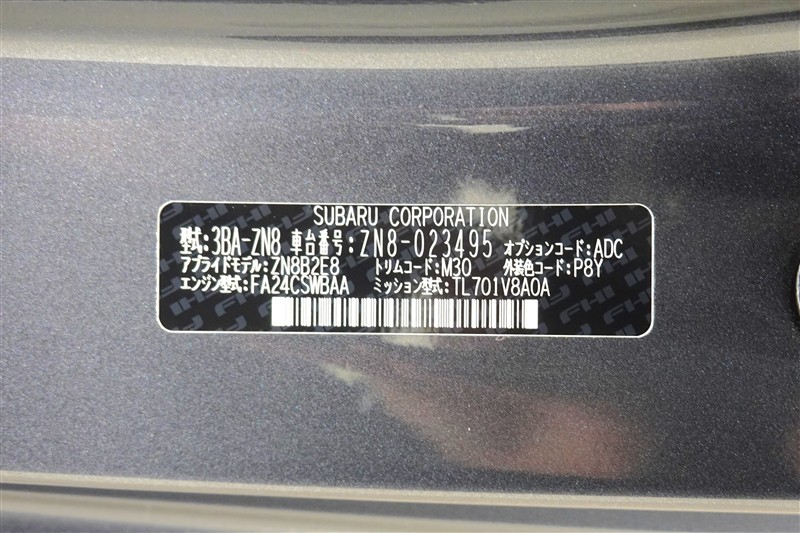 SUBARU CORPORATION
型式:3BA-ZN8 車台番号:ZN8-023495 オプションコード:ADC
アプライドモデル:ZN8B2E8 トリムコード:M30 外装色コード:P8Y
エンジン型式:FA24CSWBAA ミッション型式:TL701V8A0A